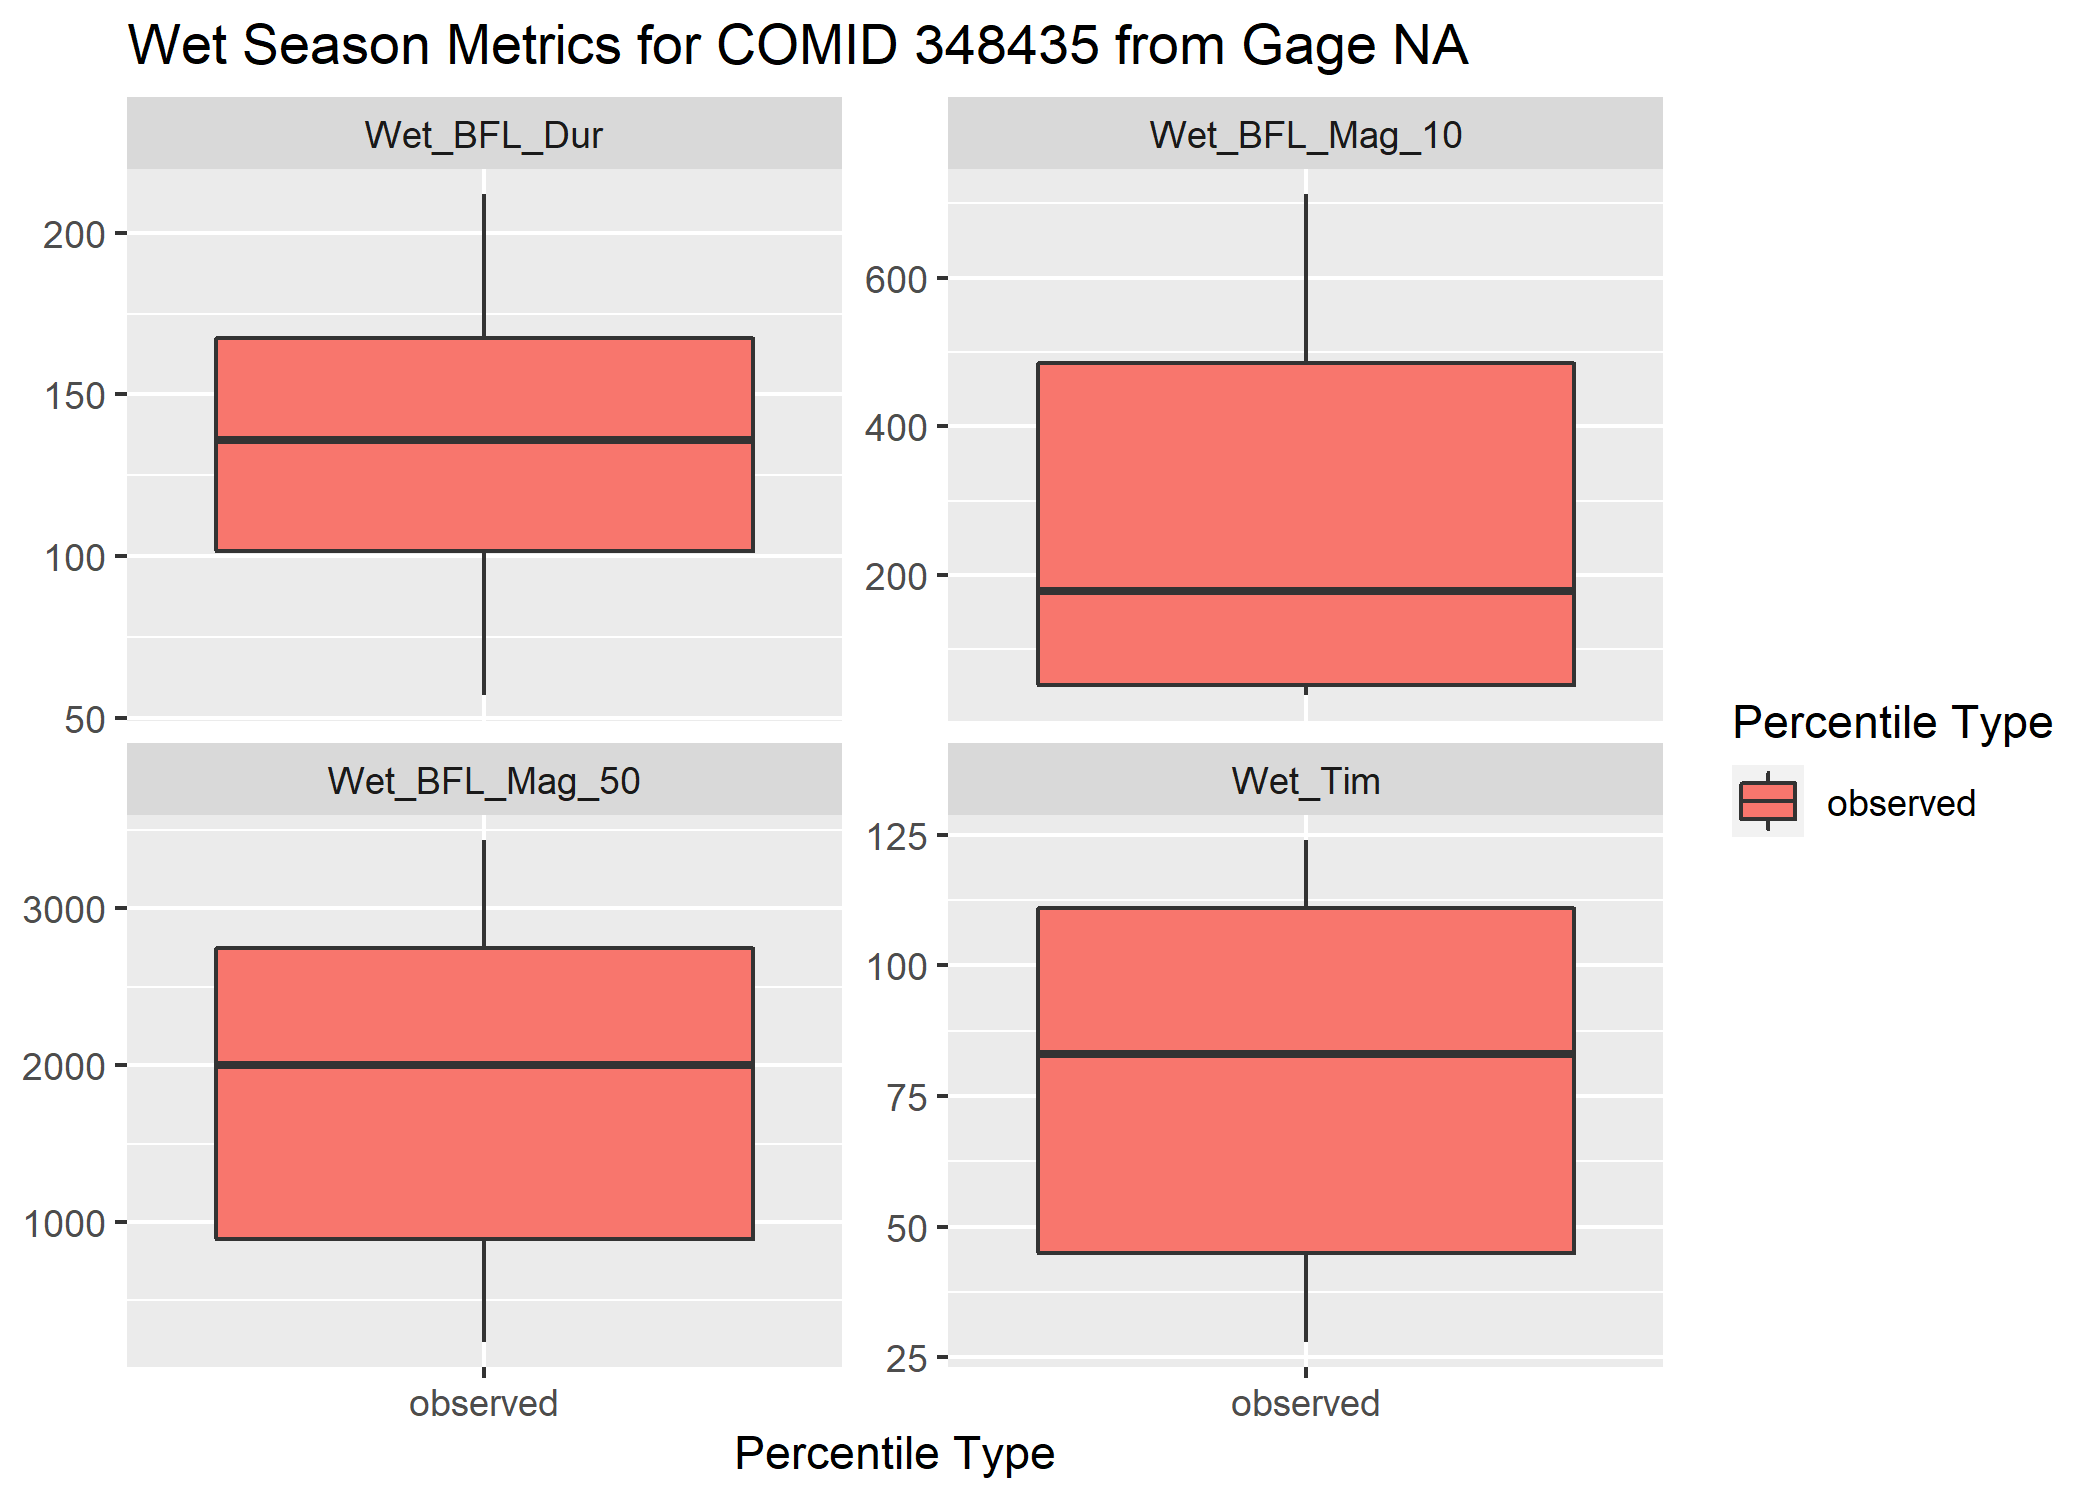 Wet Season Metrics for COMID 348435 from Gage NA
Wet_BFL_Dur
200
150
100
50
Wet_BFL_Mag_10
600
400
200
Wet_BFL_Mag_50
3000
2000
1000
observed
Wet_Tim
125
100
75
50
25
observed
Percentile Type
Percentile Type
observed